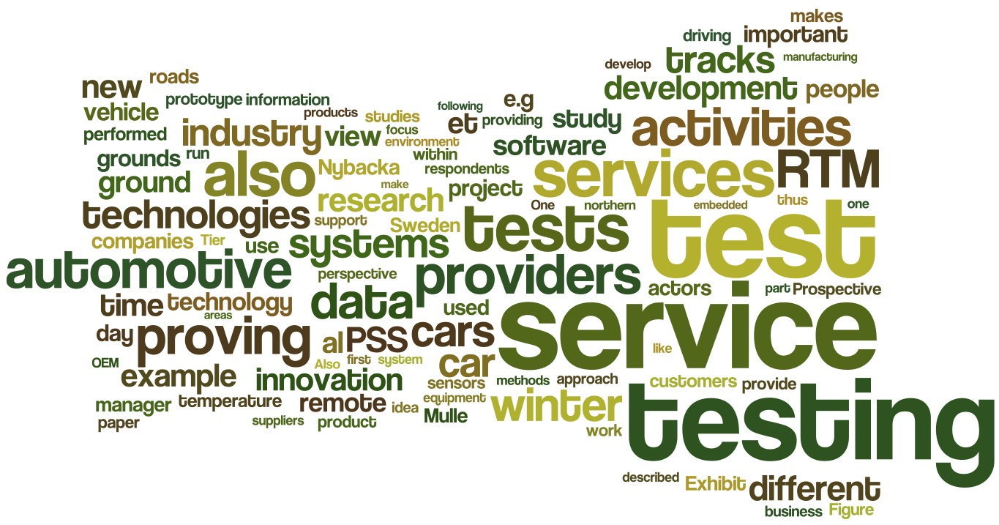 makes
driving important
develop tracks manufacturing
new roads
development people
prototype information
following e.g
vehicle
products studies
et providing study activities
performed industry view focus
environment
software
grounds run
within
also Nybacka
respondents
services RTM
ground
make
research project
technologies support
One northern embedded thus one
Sweden tests test
companies Tier use systems
automotive
perspective providers
actors part Prospective
time technology data used
areas
service
day proving al PSS cars
like
OEM Also first system car
example innovation sensors methods approach customers provide
manager temperature remote idea equipment winter testing
paper suppliers product Mulle
work
described Exhibit different
business Figure